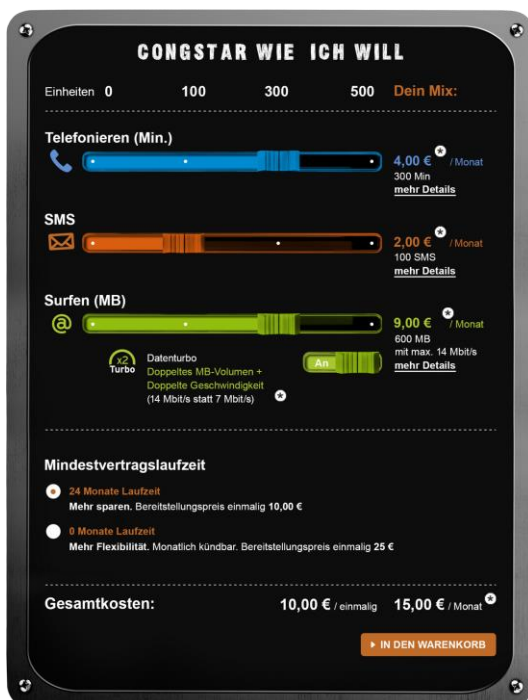 CONGSTAR WIE ICH WILL
Einheiten 0 100 300 500 Dein Mix:
Telefonieren (Min.)
4,00 € * / Monat
300 Min
mehr Details
SMS
2,00 € * / Monat
100 SMS
mehr Details
Surfen (MB)
@
9,00 € * / Monat
600 MB
mit max. 14 Mbit/s
mehr Details
x2
Turbo
Datenturbo
Doppeltes MB-Volumen +
Doppelte Geschwindigkeit
(14 Mbit/s statt 7 Mbit/s) *
An
Mindestvertragslaufzeit
24 Monate Laufzeit
Mehr sparen. Bereitstellungspreis einmalig 10,00 €
0 Monate Laufzeit
Mehr Flexibilität. Monatlich kündbar. Bereitstellungspreis einmalig 25 €
Gesamtkosten: 10,00 € / einmalig 15,00 € / Monat *
IN DEN WARENKORB